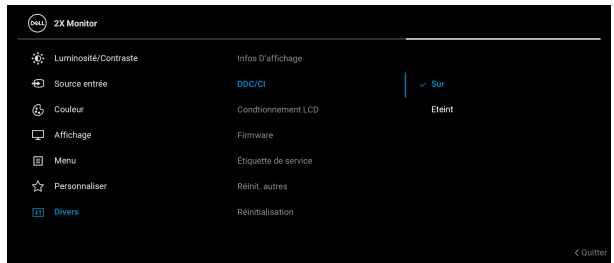 DELL 2X Monitor
Luminosité/Contraste Infos D'affichage
Source entrée DDC/CI Sur
Couleur Condtionnement LCD Eteint
Affichage Firmware
Menu Étiquette de service
Personnaliser Réinit. autres
Divers Réinitialisation
Quitter